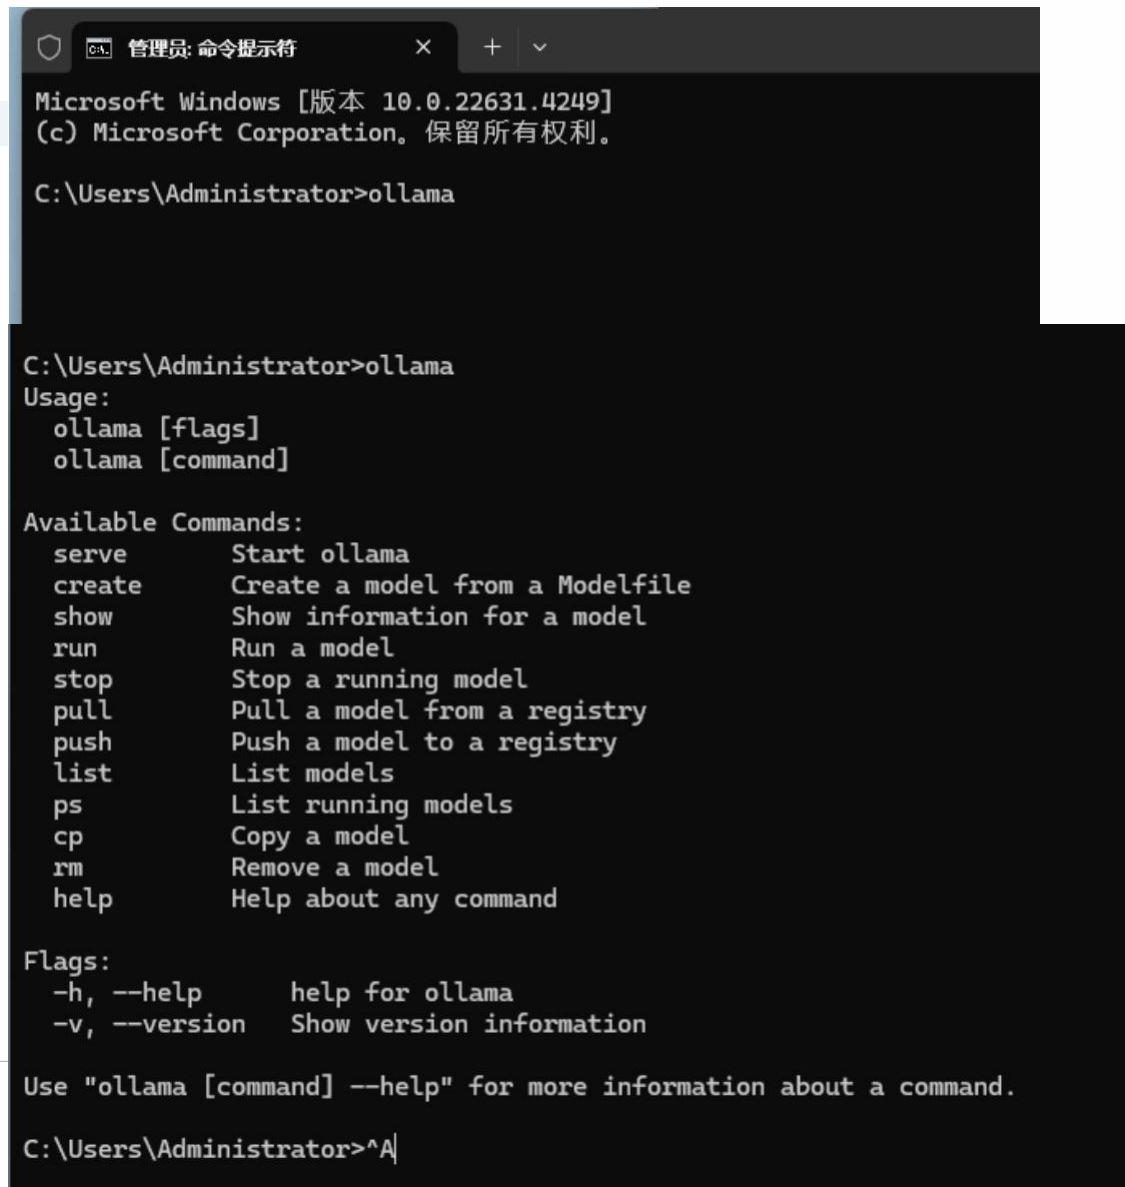 管理员: 命令提示符
Microsoft Windows [版本 10.0.22631.4249]
(c) Microsoft Corporation。保留所有权利。
C:\Users\Administrator>ollama
C:\Users\Administrator>ollama
Usage:
  ollama [flags]
  ollama [command]
Available Commands:
  serve       Start ollama
  create      Create a model from a Modelfile
  show        Show information for a model
  run         Run a model
  stop        Stop a running model
  pull        Pull a model from a registry
  push        Push a model to a registry
  list        List models
  ps          List running models
  cp          Copy a model
  rm          Remove a model
  help        Help about any command
Flags:
  -h, --help      help for ollama
  -v, --version   Show version information
Use "ollama [command] --help" for more information about a command.
C:\Users\Administrator>^A